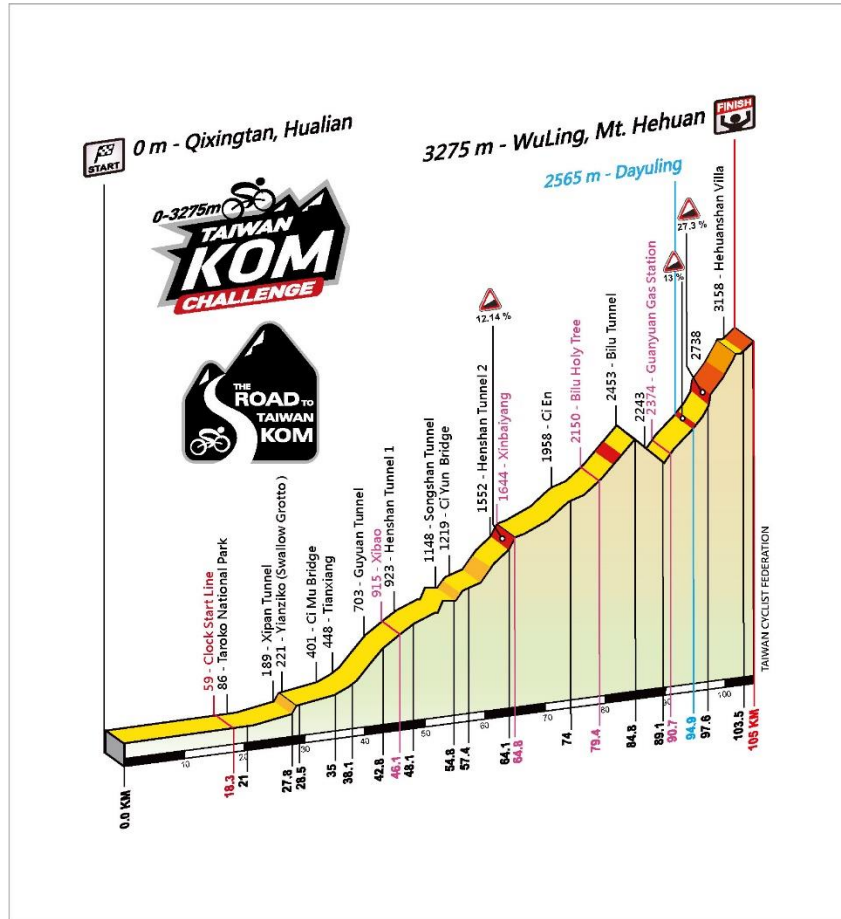 0 m - Qixingtan, Hualian
START
FINISH
3275 m - WuLing, Mt. Hehuan
2565 m - Dayuling
0-3275m
TAIWAN
KOM
CHALLENGE
THE
ROAD TO
TAIWAN
KOM
59 - Clock Start Line
86 - Taroko National Park
189 - Xipan Tunnel
221 - Yianziko (Swallow Grotto)
401 - Ci Mu Bridge
448 - Tianxiang
703 - Guyuan Tunnel
915 - Xibao
923 - Henshan Tunnel 1
1148 - Songshan Tunnel
1219 - Ci Yun Bridge
1552 - Henshan Tunnel 2
1644 - Xinbaiyang
12.14 %
1958 - Ci En
2150 - Bilu Holy Tree
2453 - Bilu Tunnel
2243
2374 - Guanyuan Gas Station
13 %
27.3 %
2738
3158 - Hehuanshan Villa
TAIWAN CYCLIST FEDERATION
10
20
30
40
50
60
70
80
90
100
0.0 KM
18.3
21
27.8
28.5
35
38.1
42.8
46.1
48.1
54.8
57.4
64.1
64.8
74
79.4
84.8
89.1
90.7
94.9
97.6
103.5
105 KM